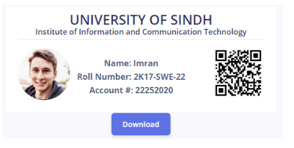 UNIVERSITY OF SINDH
Institute of Information and Communication Technology
Name: Imran
Roll Number: 2K17-SWE-22
Account #: 22252020
Download